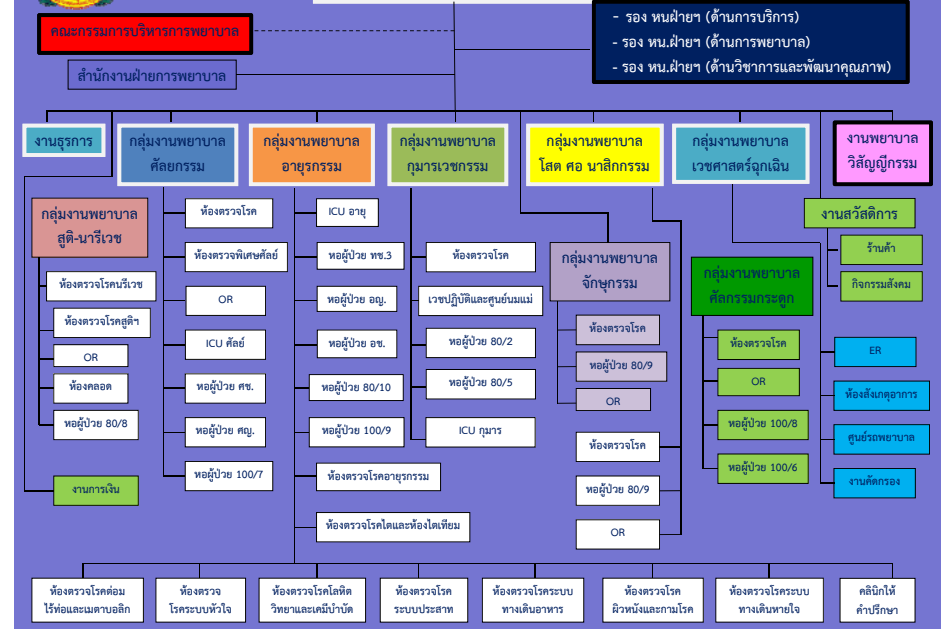 คณะกรรมการบริหารการพยาบาล
- รอง หนฝ่ายฯ (ด้านการบริการ)
- รอง หน.ฝ่ายฯ (ด้านการพยาบาล)
- รอง หน.ฝ่ายฯ (ด้านวิชาการและพัฒนาคุณภาพ)
สำนักงานฝ่ายการพยาบาล
งานธุรการ
กลุ่มงานพยาบาล
ศัลยกรรม
กลุ่มงานพยาบาล
อายุรกรรม
กลุ่มงานพยาบาล
กุมารเวชกรรม
กลุ่มงานพยาบาล
โสต ศอ นาสิกกรรม
กลุ่มงานพยาบาล
เวชศาสตร์ฉุกเฉิน
งานพยาบาล
วิสัญญีกรรม
กลุ่มงานพยาบาล
สูติ-นารีเวช
ห้องตรวจโรคนรีเวช
ห้องตรวจโรคสูติฯ
OR
ห้องคลอด
หอผู้ป่วย 80/8
งานการเงิน
ห้องตรวจโรค
ห้องตรวจพิเศษศัลย์
OR
ICU ศัลย์
หอผู้ป่วย ศช.
หอผู้ป่วย ศญ.
หอผู้ป่วย 100/7
ICU อายุ
หอผู้ป่วย ทช.3
หอผู้ป่วย อญ.
หอผู้ป่วย อช.
หอผู้ป่วย 80/10
หอผู้ป่วย 100/9
ห้องตรวจโรคอายุรกรรม
ห้องตรวจโรคไตและห้องไตเทียม
ห้องตรวจโรค
เวชปฏิบัติและศูนย์นมแม่
หอผู้ป่วย 80/2
หอผู้ป่วย 80/5
ICU กุมาร
กลุ่มงานพยาบาล
จักษุกรรม
ห้องตรวจโรค
หอผู้ป่วย 80/9
OR
ห้องตรวจโรค
หอผู้ป่วย 80/9
OR
กลุ่มงานพยาบาล
ศัลกรรมกระดูก
ห้องตรวจโรค
OR
หอผู้ป่วย 100/8
หอผู้ป่วย 100/6
งานสวัสดิการ
ร้านค้า
กิจกรรมสังคม
ER
ห้องสังเกตุอาการ
ศูนย์รถพยาบาล
งานคัดกรอง
ห้องตรวจโรคต่อม
ไร้ท่อและเมตาบอลิก
ห้องตรวจ
โรคระบบหัวใจ
ห้องตรวจโรคโลหิต
วิทยาและเคมีบำบัด
ห้องตรวจโรค
ระบบประสาท
ห้องตรวจโรคระบบ
ทางเดินอาหาร
ห้องตรวจโรค
ผิวหนังและกามโรค
ห้องตรวจโรคระบบ
ทางเดินหายใจ
คลินิกให้
คำปรึกษา